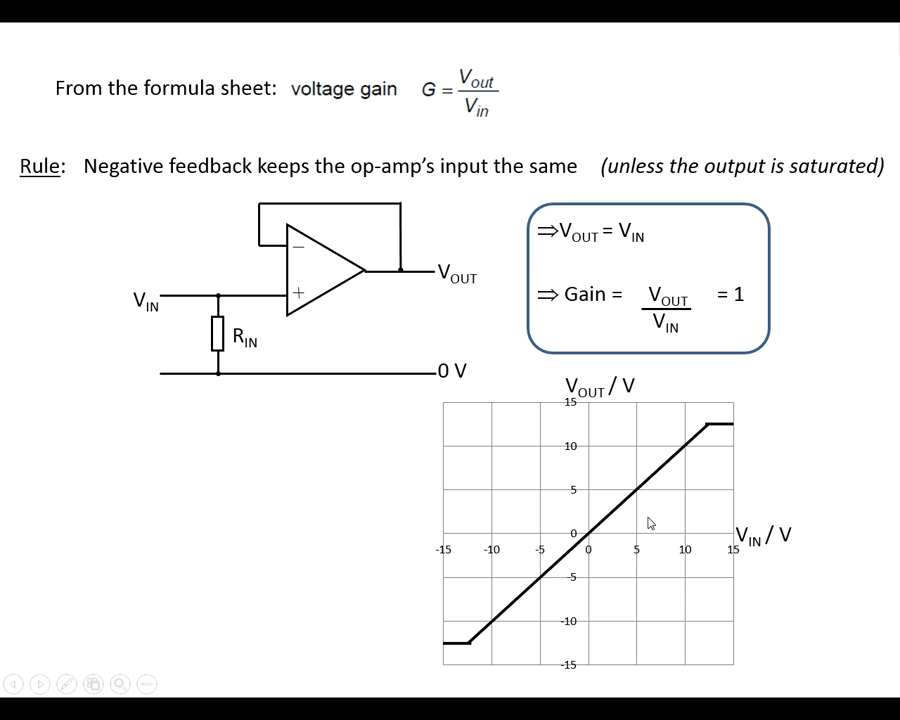 From the formula sheet: voltage gain G = Vout / Vin
Rule: Negative feedback keeps the op-amp's input the same (unless the output is saturated)
⇒VOUT = VIN
−
VOUT
+
VIN
⇒ Gain = VOUT / VIN = 1
RIN
0 V
VOUT / V
15
10
5
0
VIN / V
-15 -10 -5 0 5 10 15
-5
-10
-15